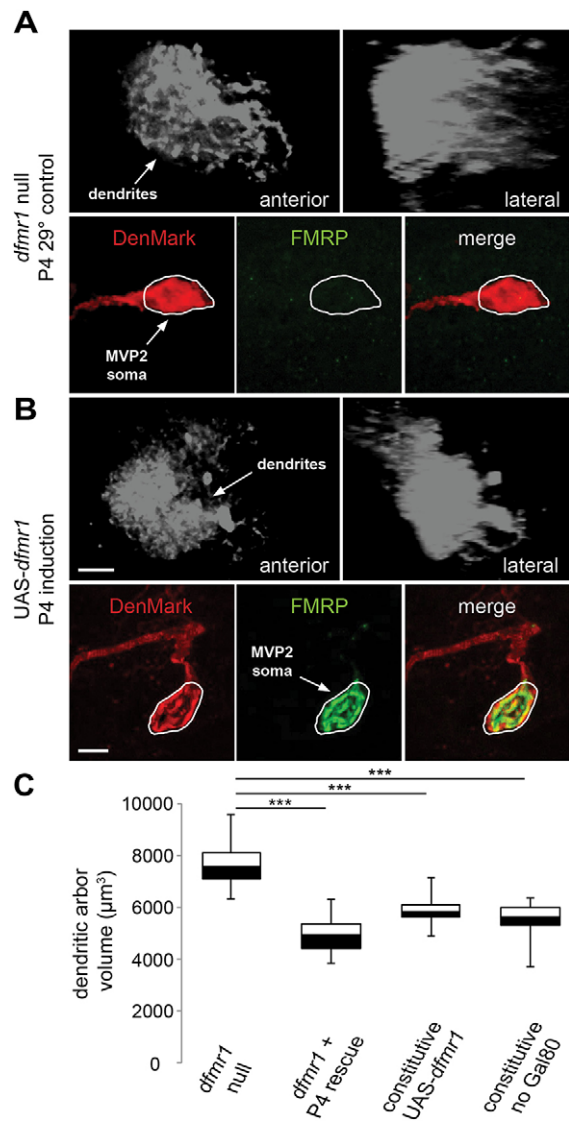 A
dfmr1 null
P4 29° control
dendrites
anterior
lateral
DenMark
FMRP
merge
MVP2
soma
B
UAS-dfmr1
P4 induction
dendrites
anterior
lateral
DenMark
FMRP
merge
MVP2
soma
C
***
***
***
dendritic arbor
volume (μm³)
10000
8000
6000
4000
2000
0
dfmr1
null
dfmr1 +
P4 rescue
constitutive
UAS-dfmr1
constitutive
no Gal80